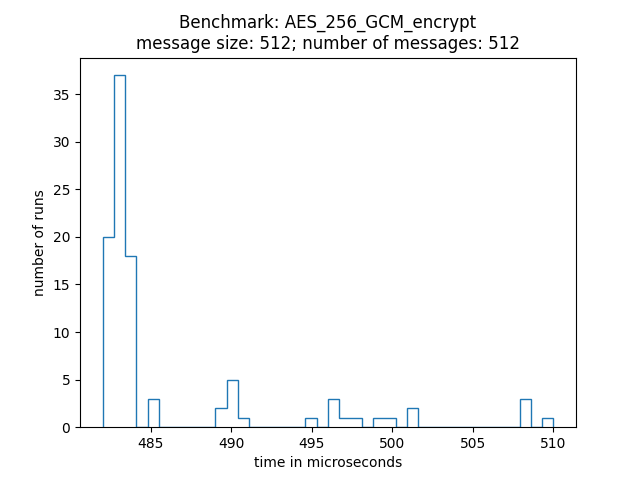 Benchmark: AES_256_GCM_encrypt
message size: 512; number of messages: 512
number of runs
35
30
25
20
15
10
5
0
485 490 495 500 505 510
time in microseconds